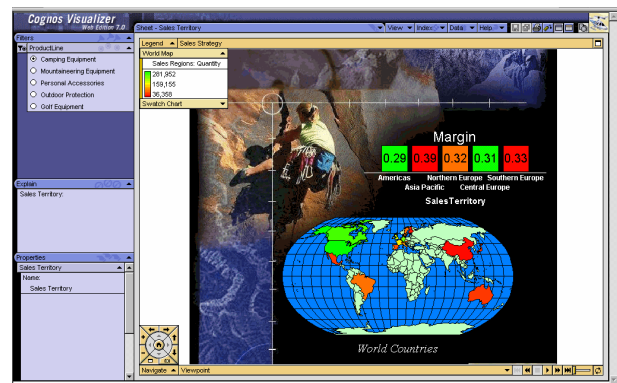 Cognos Visualizer
Web Edition 7.0
Sheet - Sales Territory
View
Index
Data
Help
Filters
ProductLine
Camping Equipment
Mountaineering Equipment
Personal Accessories
Outdoor Protection
Golf Equipment
Explain
Sales Territory:
Properties
Sales Territory
Name:
Sales Territory
Legend
Sales Strategy
World Map
Sales Regions: Quantity
281,952
159,155
36,358
Swatch Chart
Margin
0.29 0.39 0.32 0.31 0.33
Americas Northern Europe Southern Europe
Asia Pacific Central Europe
SalesTerritory
World Countries
Navigate
Viewpoint